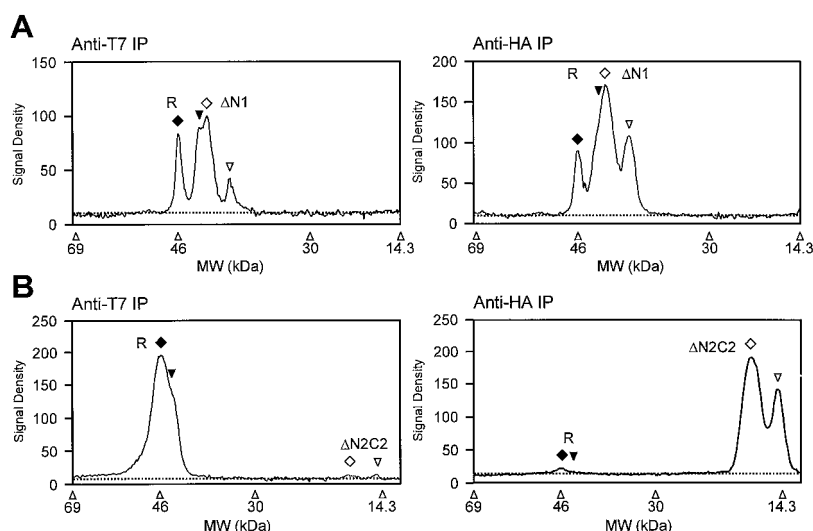 A
Anti-T7 IP
Anti-HA IP
150
100
50
0
Signal Density
R
ΔN1
69
46
30
14.3
MW (kDa)
200
150
100
50
0
Signal Density
R
ΔN1
69
46
30
14.3
MW (kDa)
B
Anti-T7 IP
Anti-HA IP
250
200
150
100
50
0
Signal Density
R
ΔN2C2
69
46
30
14.3
MW (kDa)
250
200
150
100
50
0
Signal Density
R
ΔN2C2
69
46
30
14.3
MW (kDa)